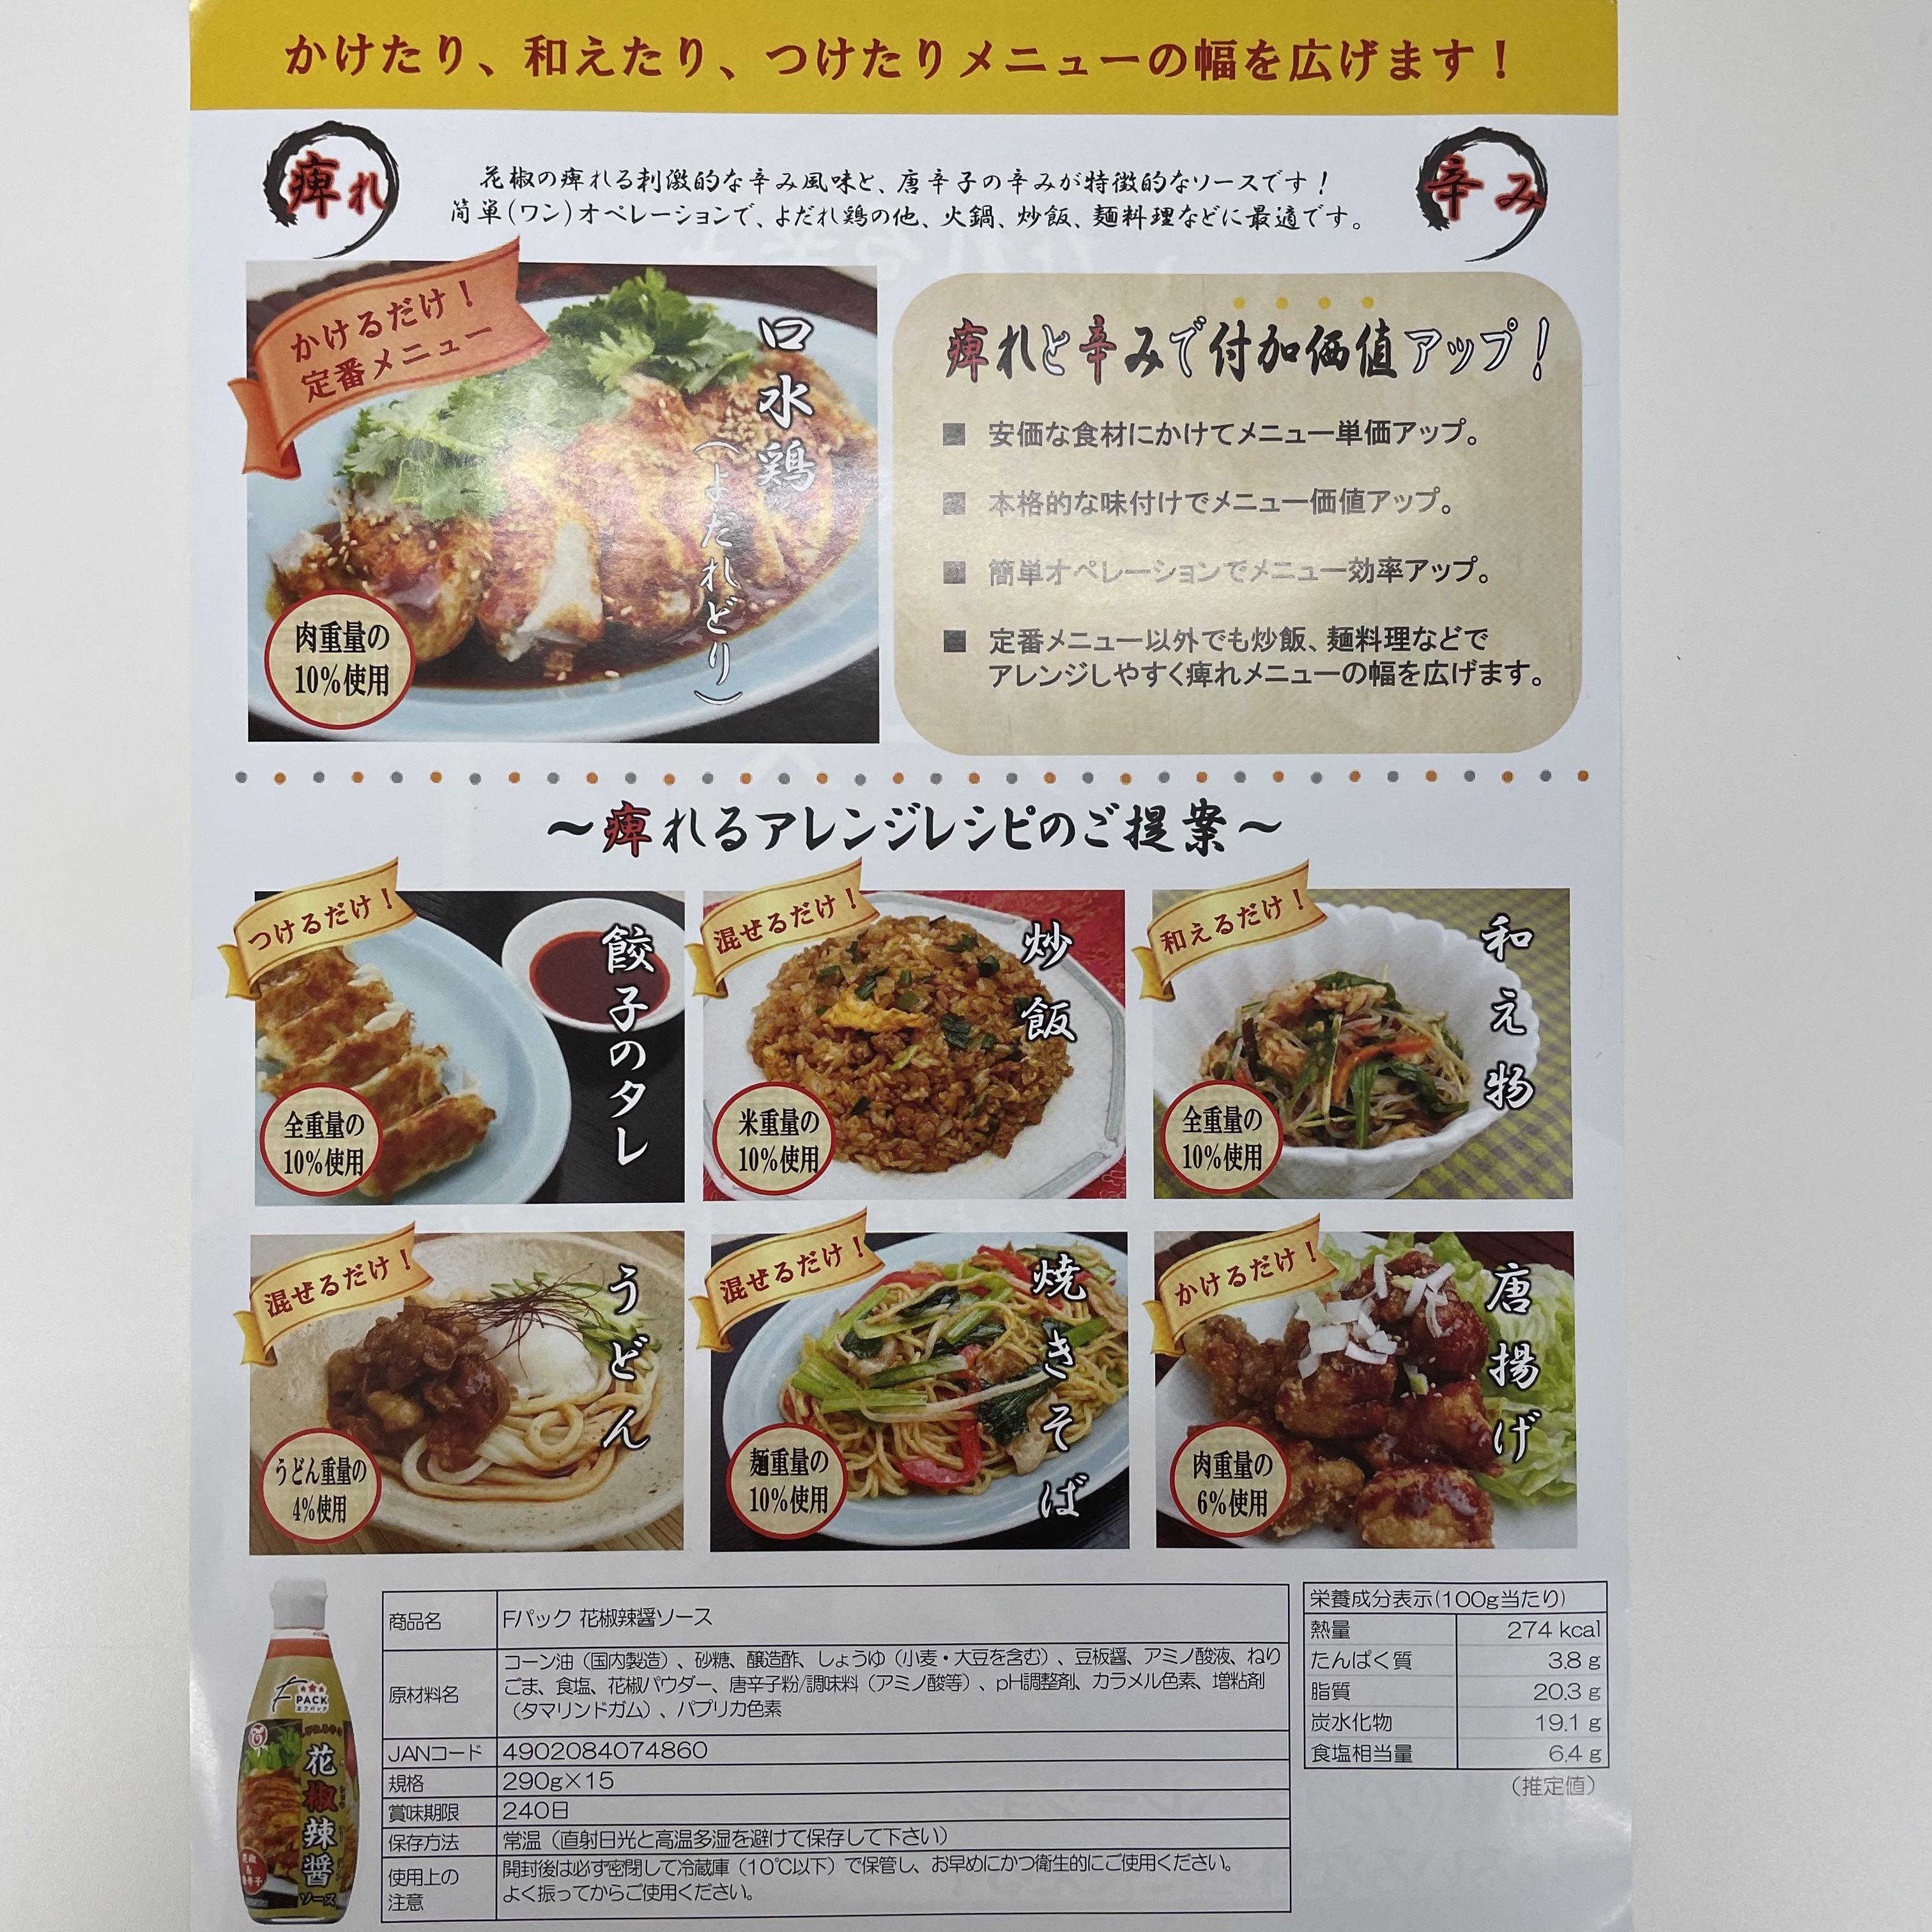 かけたり、和えたり、つけたりメニューの幅を広げます！
痺れ
花椒の痺れる刺激的な辛み風味と、唐辛子の辛みが特徴的なソースです！
簡単（ワン）オペレーションで、よだれ鶏の他、火鍋、炒飯、麺料理などに最適です。
辛み
かけるだけ！
定番メニュー
口水鶏
（よだれどり）
肉重量の
10%使用
痺れと辛みで付加価値アップ！
■ 安価な食材にかけてメニュー単価アップ。
■ 本格的な味付けでメニュー価値アップ。
■ 簡単オペレーションでメニュー効率アップ。
■ 定番メニュー以外でも炒飯、麺料理などで
アレンジしやすく痺れメニューの幅を広げます。
～痺れるアレンジレシピのご提案～
つけるだけ！
餃子のタレ
全重量の
10%使用
混ぜるだけ！
炒飯
米重量の
10%使用
和えるだけ！
和え物
全重量の
10%使用
混ぜるだけ！
うどん
うどん重量の
4%使用
混ぜるだけ！
焼きそば
麺重量の
10%使用
かけるだけ！
唐揚げ
肉重量の
6%使用
F PACK
エフパック
花椒辣醤
ソース
商品名 Fパック 花椒辣醤ソース
原材料名 コーン油（国内製造）、砂糖、醸造酢、しょうゆ（小麦・大豆を含む）、豆板醤、アミノ酸液、ねり
ごま、食塩、花椒パウダー、唐辛子粉/調味料（アミノ酸等）、pH調整剤、カラメル色素、増粘剤
（タマリンドガム）、パプリカ色素
JANコード 4902084074860
規格 290g×15
賞味期限 240日
保存方法 常温（直射日光と高温多湿を避けて保存して下さい）
使用上の
注意
開封後は必ず密閉して冷蔵庫（10℃以下）で保管し、お早めにかつ衛生的にご使用ください。
よく振ってからご使用ください。
栄養成分表示(100g当たり)
熱量 274 kcal
たんぱく質 3.8 g
脂質 20.3 g
炭水化物 19.1 g
食塩相当量 6.4 g
（推定値）